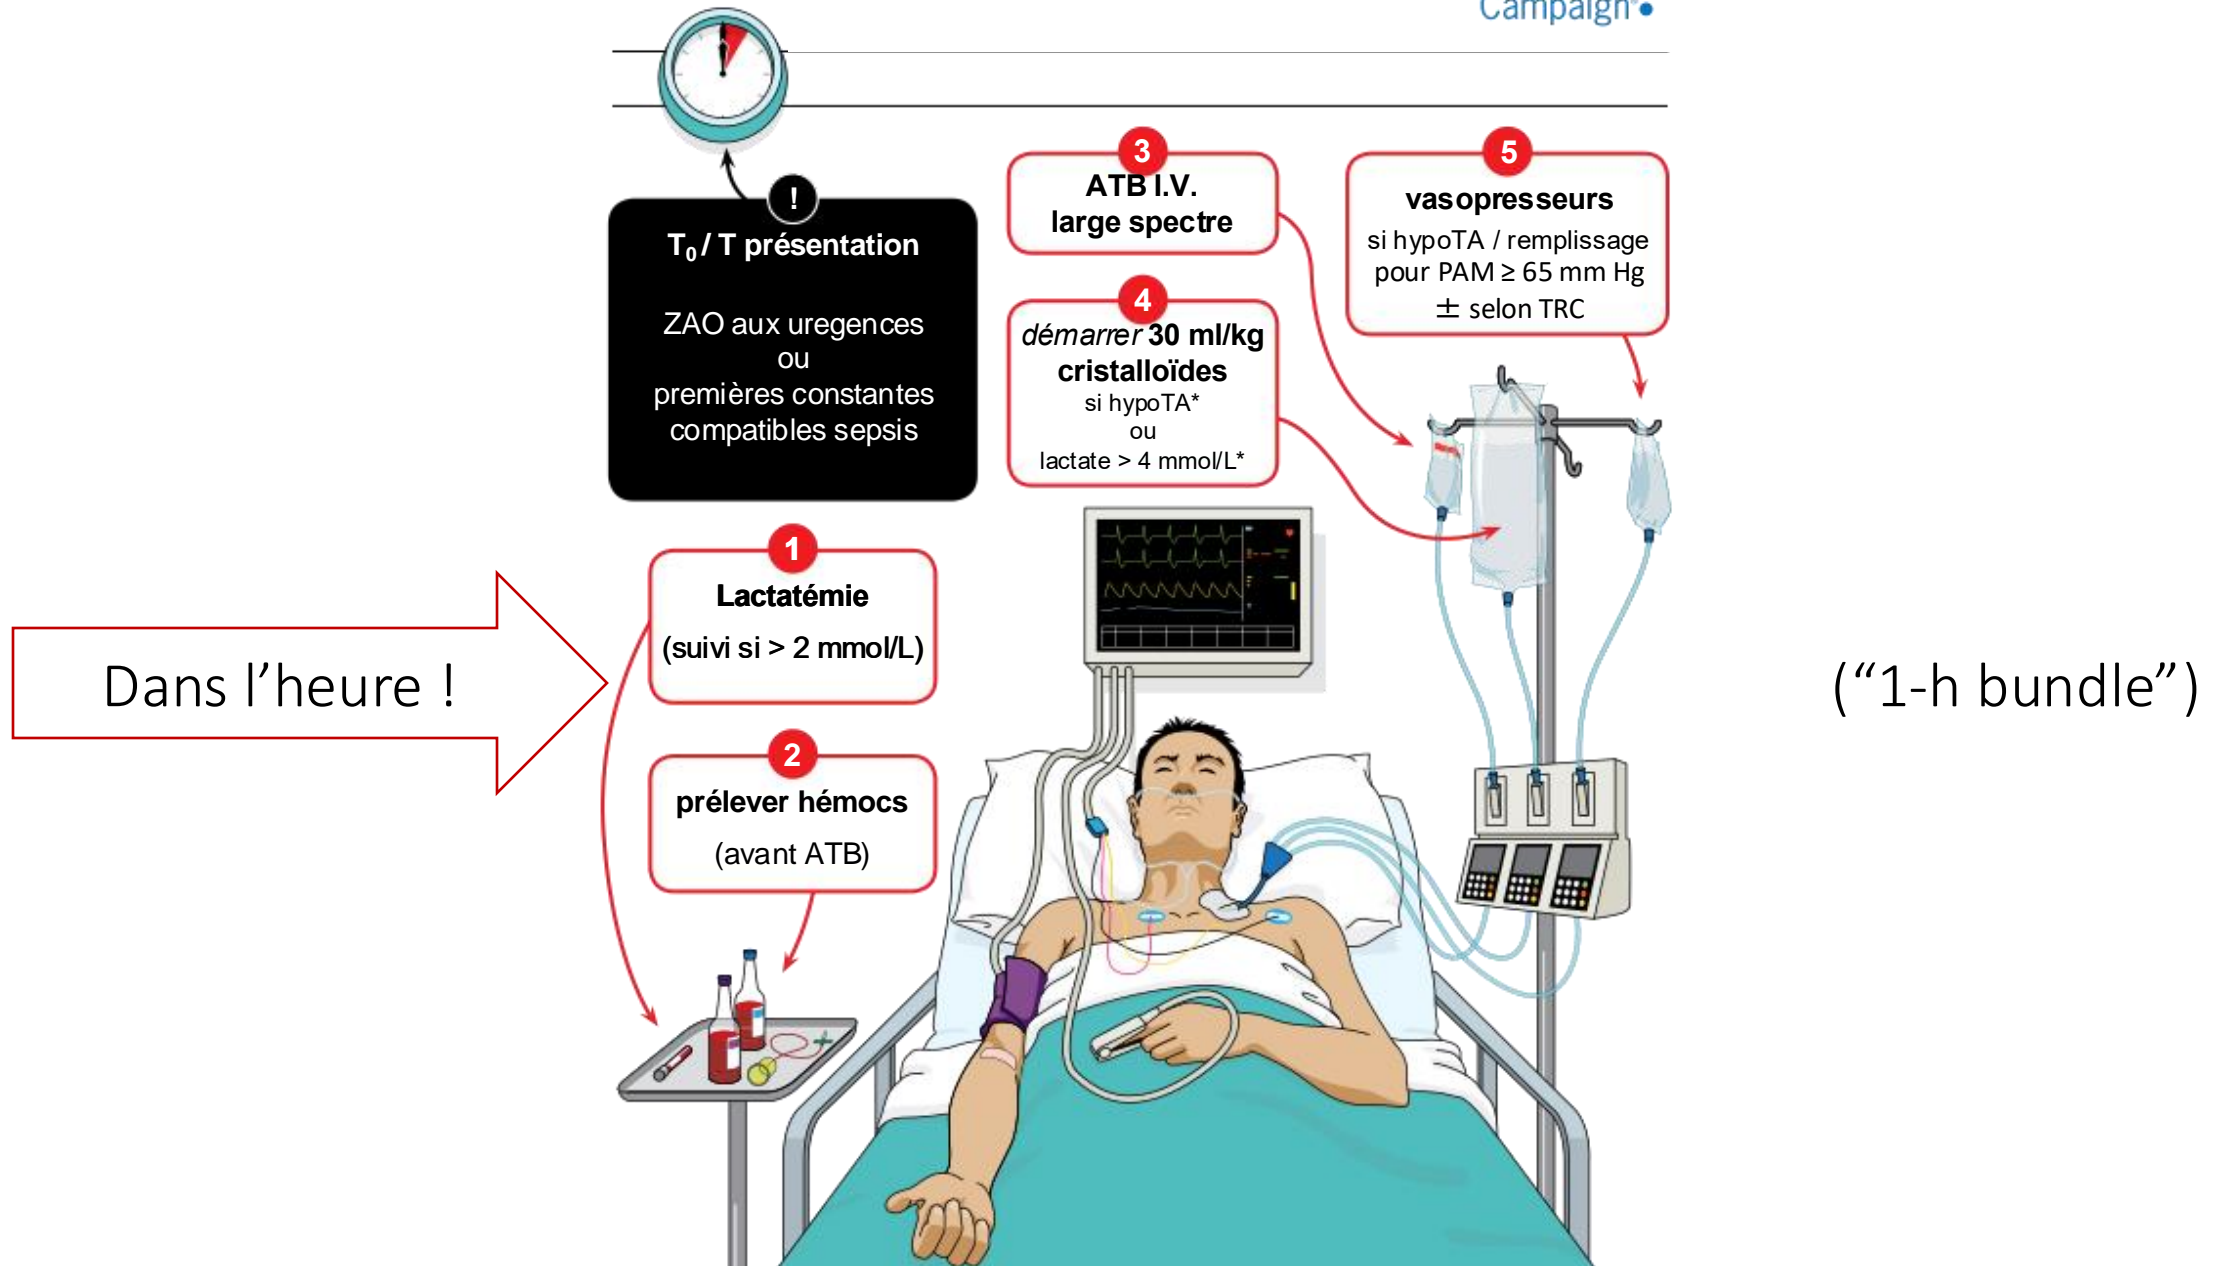 Campaign®
!
T0 / T présentation
ZAO aux uregences
ou
premières constantes
compatibles sepsis
Dans l’heure !
1
Lactatémie
(suivi si > 2 mmol/L)
2
prélever hémocs
(avant ATB)
3
ATB I.V.
large spectre
4
démarrer 30 ml/kg
cristalloïdes
si hypoTA*
ou
lactate > 4 mmol/L*
5
vasopresseurs
si hypoTA / remplissage
pour PAM ≥ 65 mm Hg
± selon TRC
(“1-h bundle”)